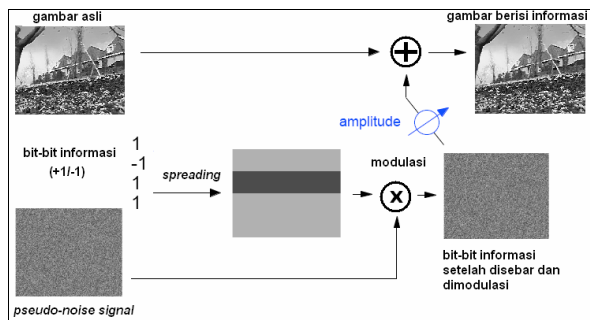 gambar asli
gambar berisi informasi
+
amplitude
bit-bit informasi
(+1/-1)
1
-1
1
1
spreading
modulasi
x
bit-bit informasi
setelah disebar dan
dimodulasi
pseudo-noise signal